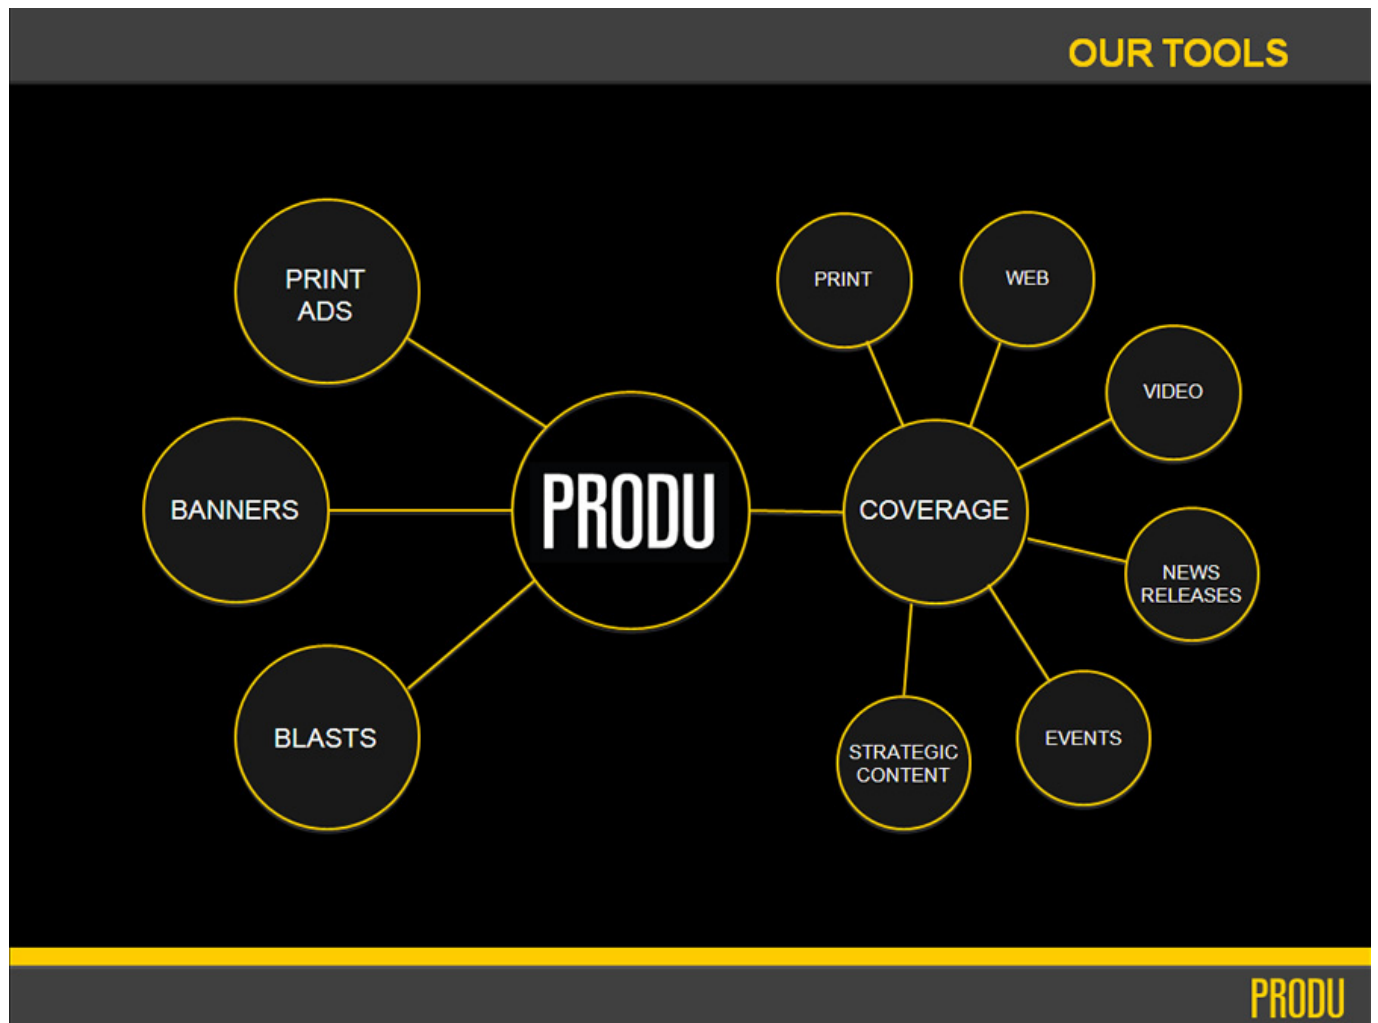 OUR TOOLS
PRINT
ADS
BANNERS
BLASTS
PRODU
COVERAGE
PRINT
WEB
VIDEO
NEWS
RELEASES
EVENTS
STRATEGIC
CONTENT
PRODU